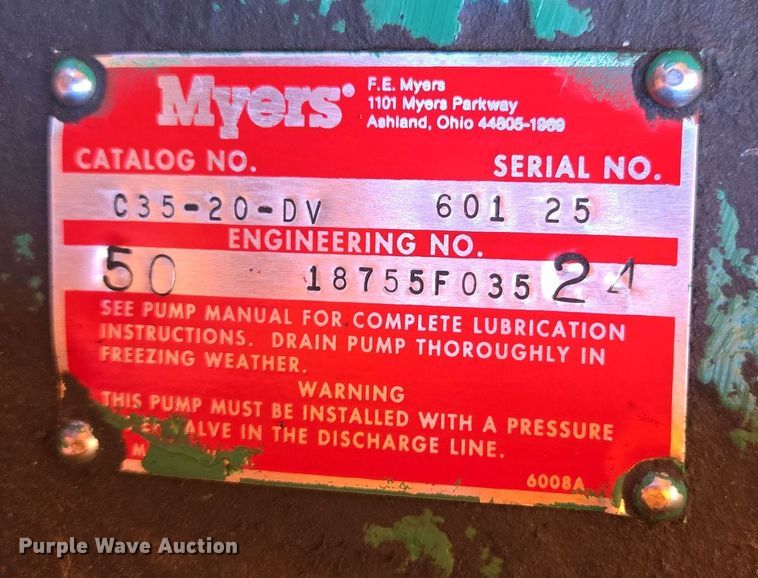 Myers®
F.E. Myers
1101 Myers Parkway
Ashland, Ohio 44805-1969
CATALOG NO. SERIAL NO.
C35-20-DV 601 25
ENGINEERING NO.
50 18755F035 24
SEE PUMP MANUAL FOR COMPLETE LUBRICATION
INSTRUCTIONS. DRAIN PUMP THOROUGHLY IN
FREEZING WEATHER.
WARNING
THIS PUMP MUST BE INSTALLED WITH A PRESSURE
VALVE IN THE DISCHARGE LINE.
6008A
Purple Wave Auction